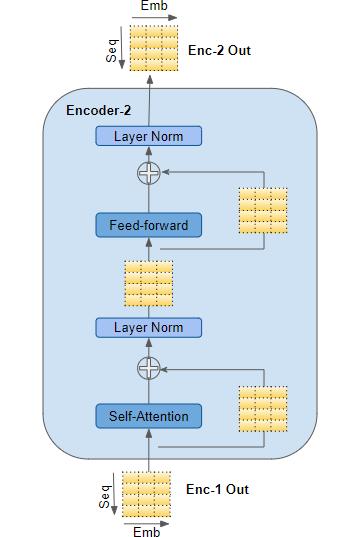 Emb
Seq
Enc-2 Out
Encoder-2
Layer Norm
Feed-forward
Layer Norm
Self-Attention
Seq
Enc-1 Out
Emb